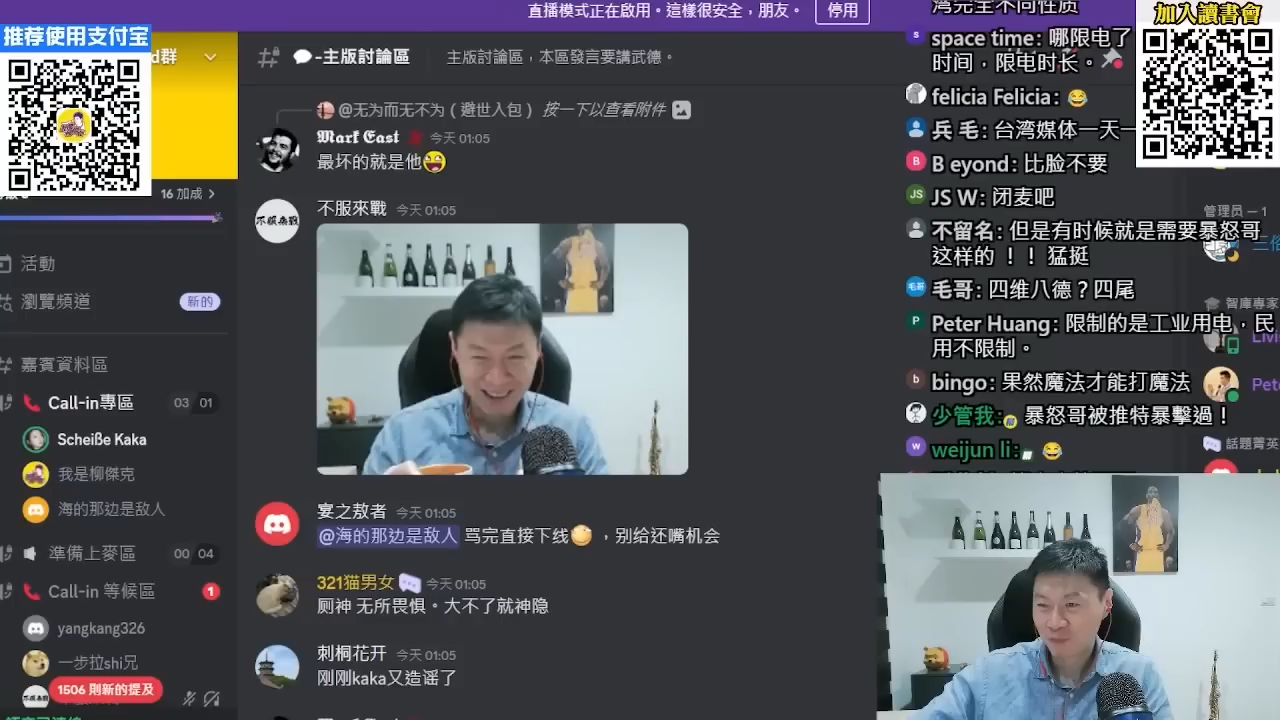 直播模式正在啟用。這樣很安全，朋友。
停用
推荐使用支付宝
d群
16 加成
活動
瀏覽頻道
新的
嘉賓資料區
Call-in專區
03 01
Scheiße Kaka
我是柳傑克
海的那边是敌人
準備上麥區
00 04
Call-in 等候區
1
yangkang326
一步拉shi兄
1506 則新的提及
-主版討論區
主版討論區，本區發言要講武德。
@无为而无不为（避世入包） 按一下以查看附件
Mark East 今天 01:05
最坏的就是他
不服來戰 今天 01:05
不服來戰
宴之敖者 今天 01:05
@海的那边是敌人 骂完直接下线 ，别给还嘴机会
321猫男女 今天 01:05
厕神 无所畏惧。大不了就神隐
刺桐花开 今天 01:05
刚刚kaka又造谣了
湾完全不同性质
space time: 哪限电了
时间，限电时长。
felicia Felicia:
兵 毛: 台湾媒体一天一
B eyond: 比脸不要
JS W: 闭麦吧
不留名: 但是有时候就是需要暴怒哥
这样的 ！！ 猛挺
毛哥: 四维八德？四尾
Peter Huang: 限制的是工业用电，民
用不限制。
bingo: 果然魔法才能打魔法
少管我: 暴怒哥被推特暴擊過！
weijun li:
加入讀書會
管理员 — 1
智庫專家
Pete
話題菁英